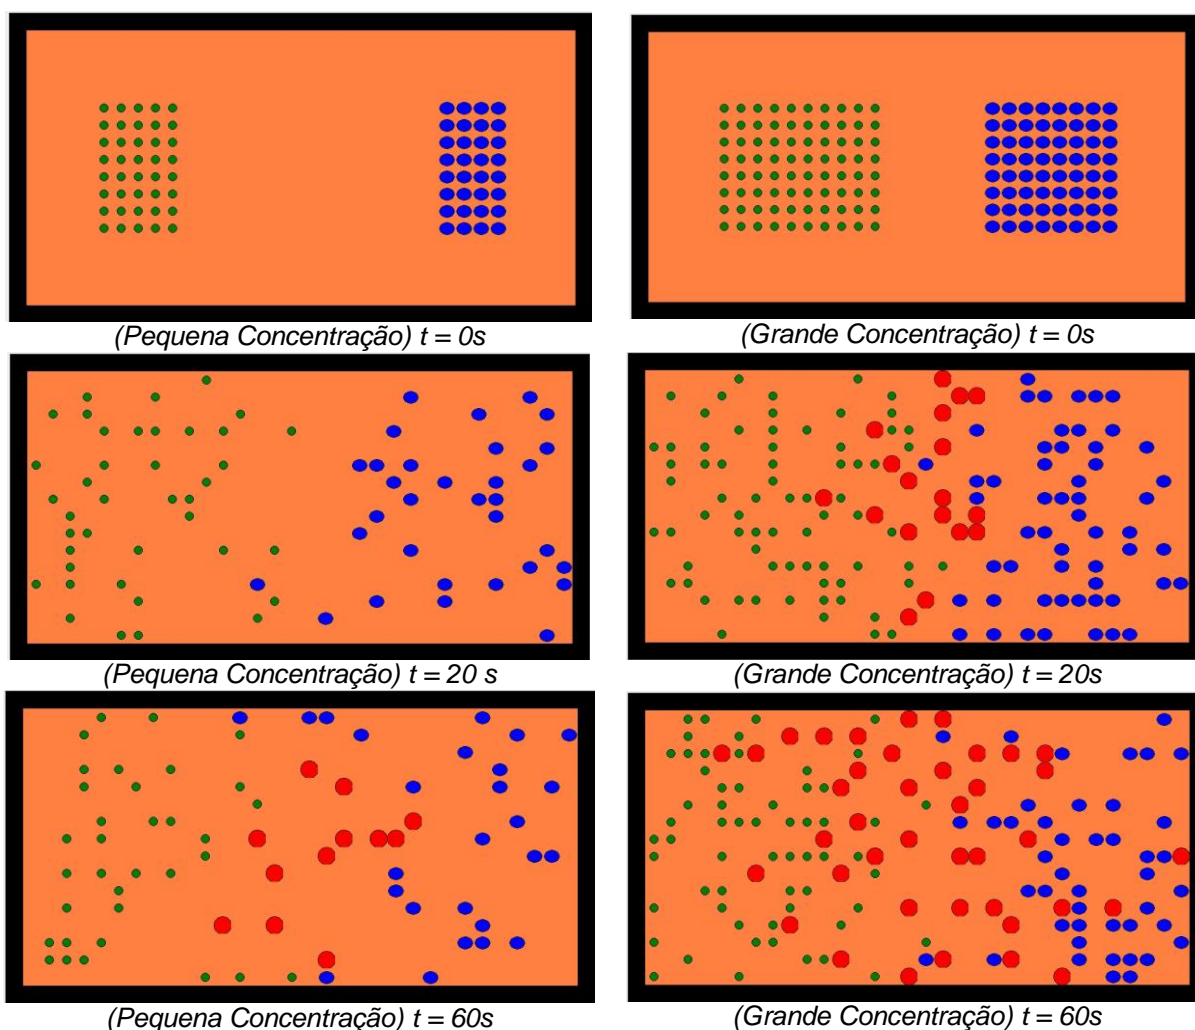 (Pequena Concentração) t = 0s
(Grande Concentração) t = 0s
(Pequena Concentração) t = 20 s
(Grande Concentração) t = 20s
(Pequena Concentração) t = 60s
(Grande Concentração) t = 60s